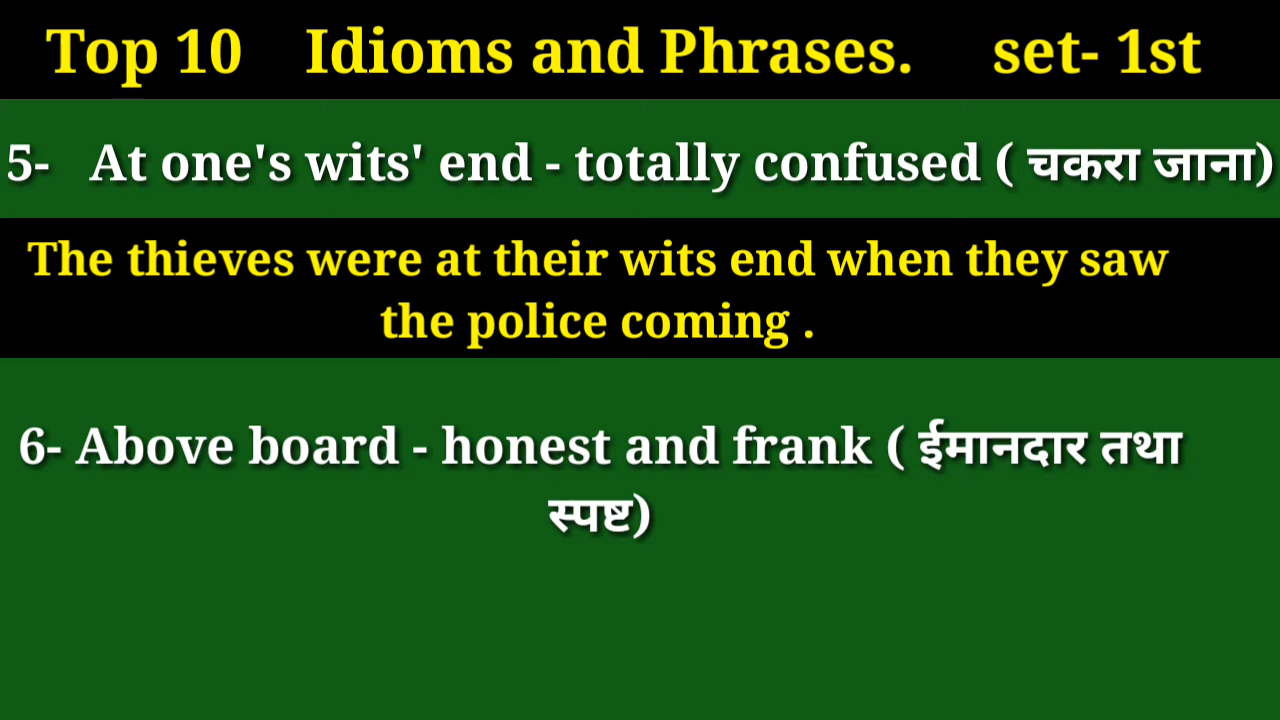 Top 10 Idioms and Phrases. set- 1st
5- At one's wits' end - totally confused ( चकरा जाना)
The thieves were at their wits end when they saw
the police coming .
6- Above board - honest and frank ( ईमानदार तथा
स्पष्ट)